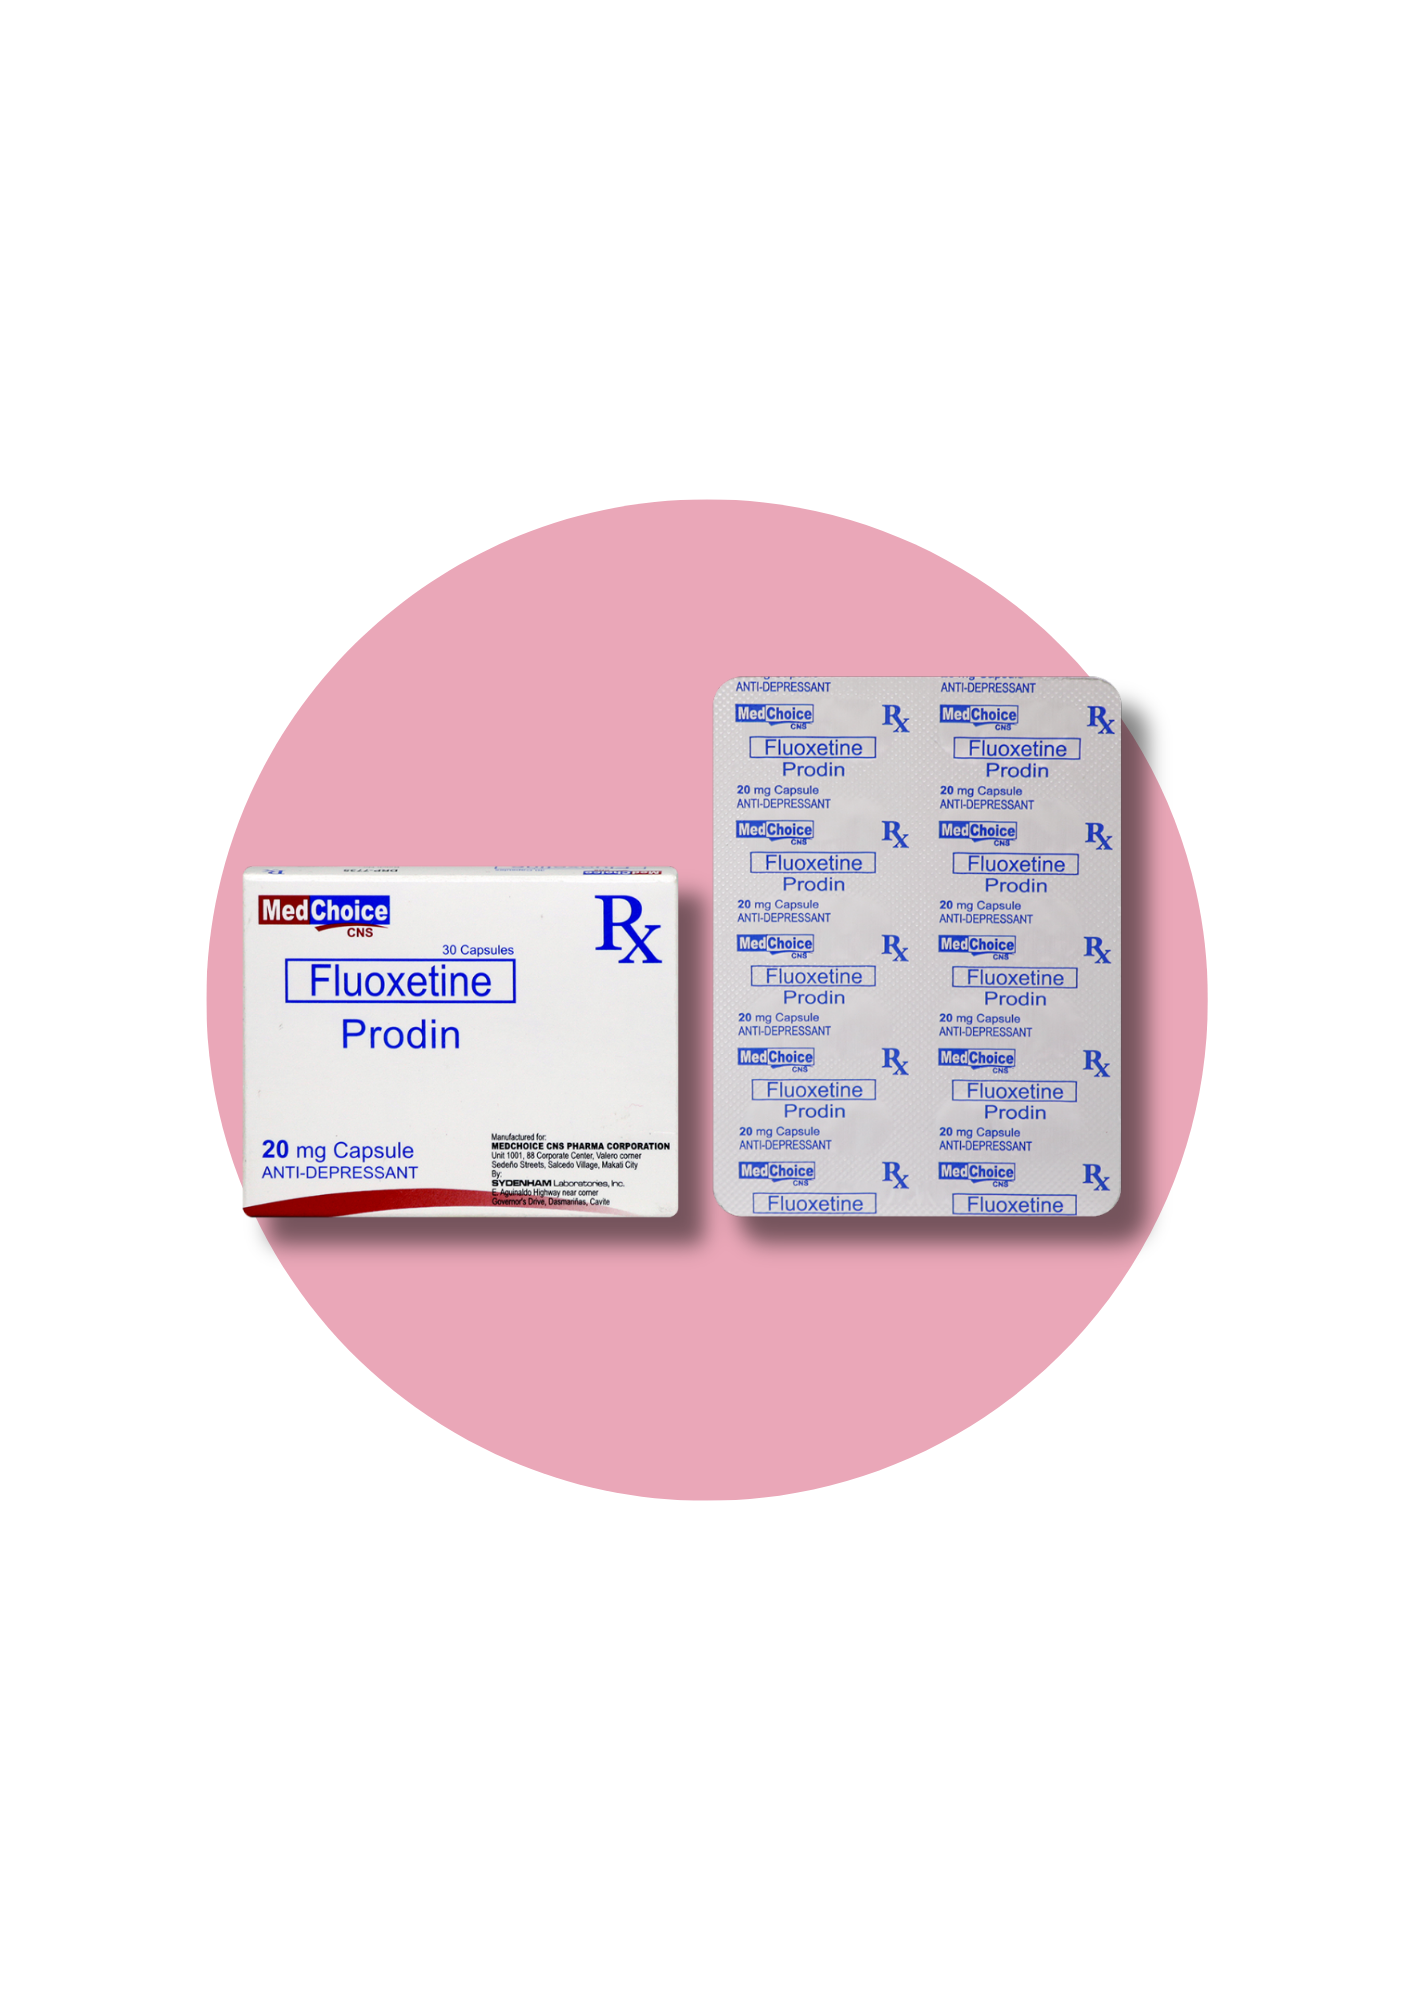 MedChoice
CNS
Rx
30 Capsules
Fluoxetine
Prodin
20 mg Capsule
ANTI-DEPRESSANT
Manufactured for:
MEDCHOICE CNS PHARMA CORPORATION
Unit 1001, 88 Corporate Center, Valero corner
Sedeño Streets, Salcedo Village, Makati City
By:
SYDENHAM Laboratories, Inc.
E. Aguinaldo Highway near corner
Governor's Drive, Dasmariñas, Cavite
ANTI-DEPRESSANT ANTI-DEPRESSANT
MedChoice Rx MedChoice Rx
CNS CNS
Fluoxetine Fluoxetine
Prodin Prodin
20 mg Capsule 20 mg Capsule
ANTI-DEPRESSANT ANTI-DEPRESSANT
MedChoice Rx MedChoice Rx
CNS CNS
Fluoxetine Fluoxetine
Prodin Prodin
20 mg Capsule 20 mg Capsule
ANTI-DEPRESSANT ANTI-DEPRESSANT
MedChoice Rx MedChoice Rx
CNS CNS
Fluoxetine Fluoxetine
Prodin Prodin
20 mg Capsule 20 mg Capsule
ANTI-DEPRESSANT ANTI-DEPRESSANT
MedChoice Rx MedChoice Rx
CNS CNS
Fluoxetine Fluoxetine
Prodin Prodin
20 mg Capsule 20 mg Capsule
ANTI-DEPRESSANT ANTI-DEPRESSANT
MedChoice Rx MedChoice Rx
CNS CNS
Fluoxetine Fluoxetine